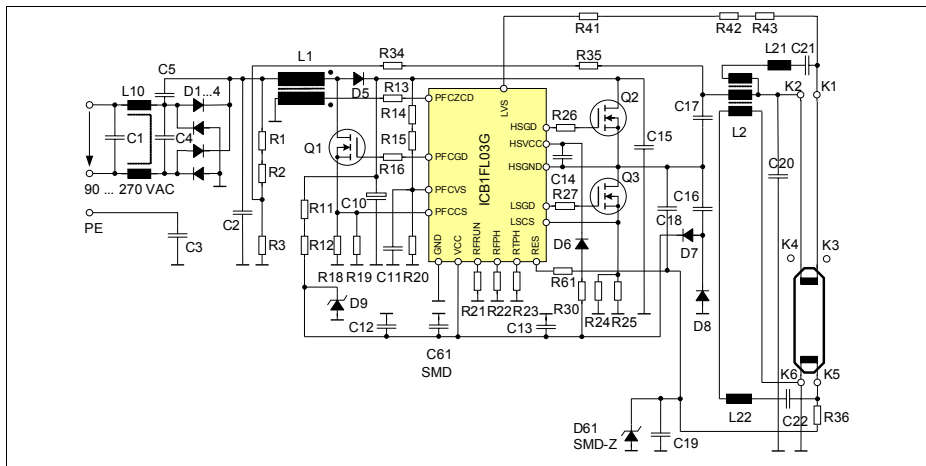 R41
R42
R43
L1
R34
R35
L21
C21
C5
L10
D1...4
D5
R13
PFCZCD
LVS
Q2
K2
K1
R14
R26
HSGD
C17
C1
C4
R1
R15
HSVCC
C15
L2
Q1
PFCGD
ICB1FL03G
HSGND
R2
R16
C14
Q3
C20
90 ... 270 VAC
PFCVS
R27
R11
C10
LSGD
C18
C16
PFCCS
LSCS
PE
C2
R3
R12
D6
D7
K4
K3
C3
GND
VCC
RFRUN
RFPH
RTPH
RES
R18
R19
C11
R20
R61
D9
R21
R22
R23
R30
R24
R25
D8
C12
C13
C61
SMD
K6
K5
L22
C22
R36
D61
SMD-Z
C19